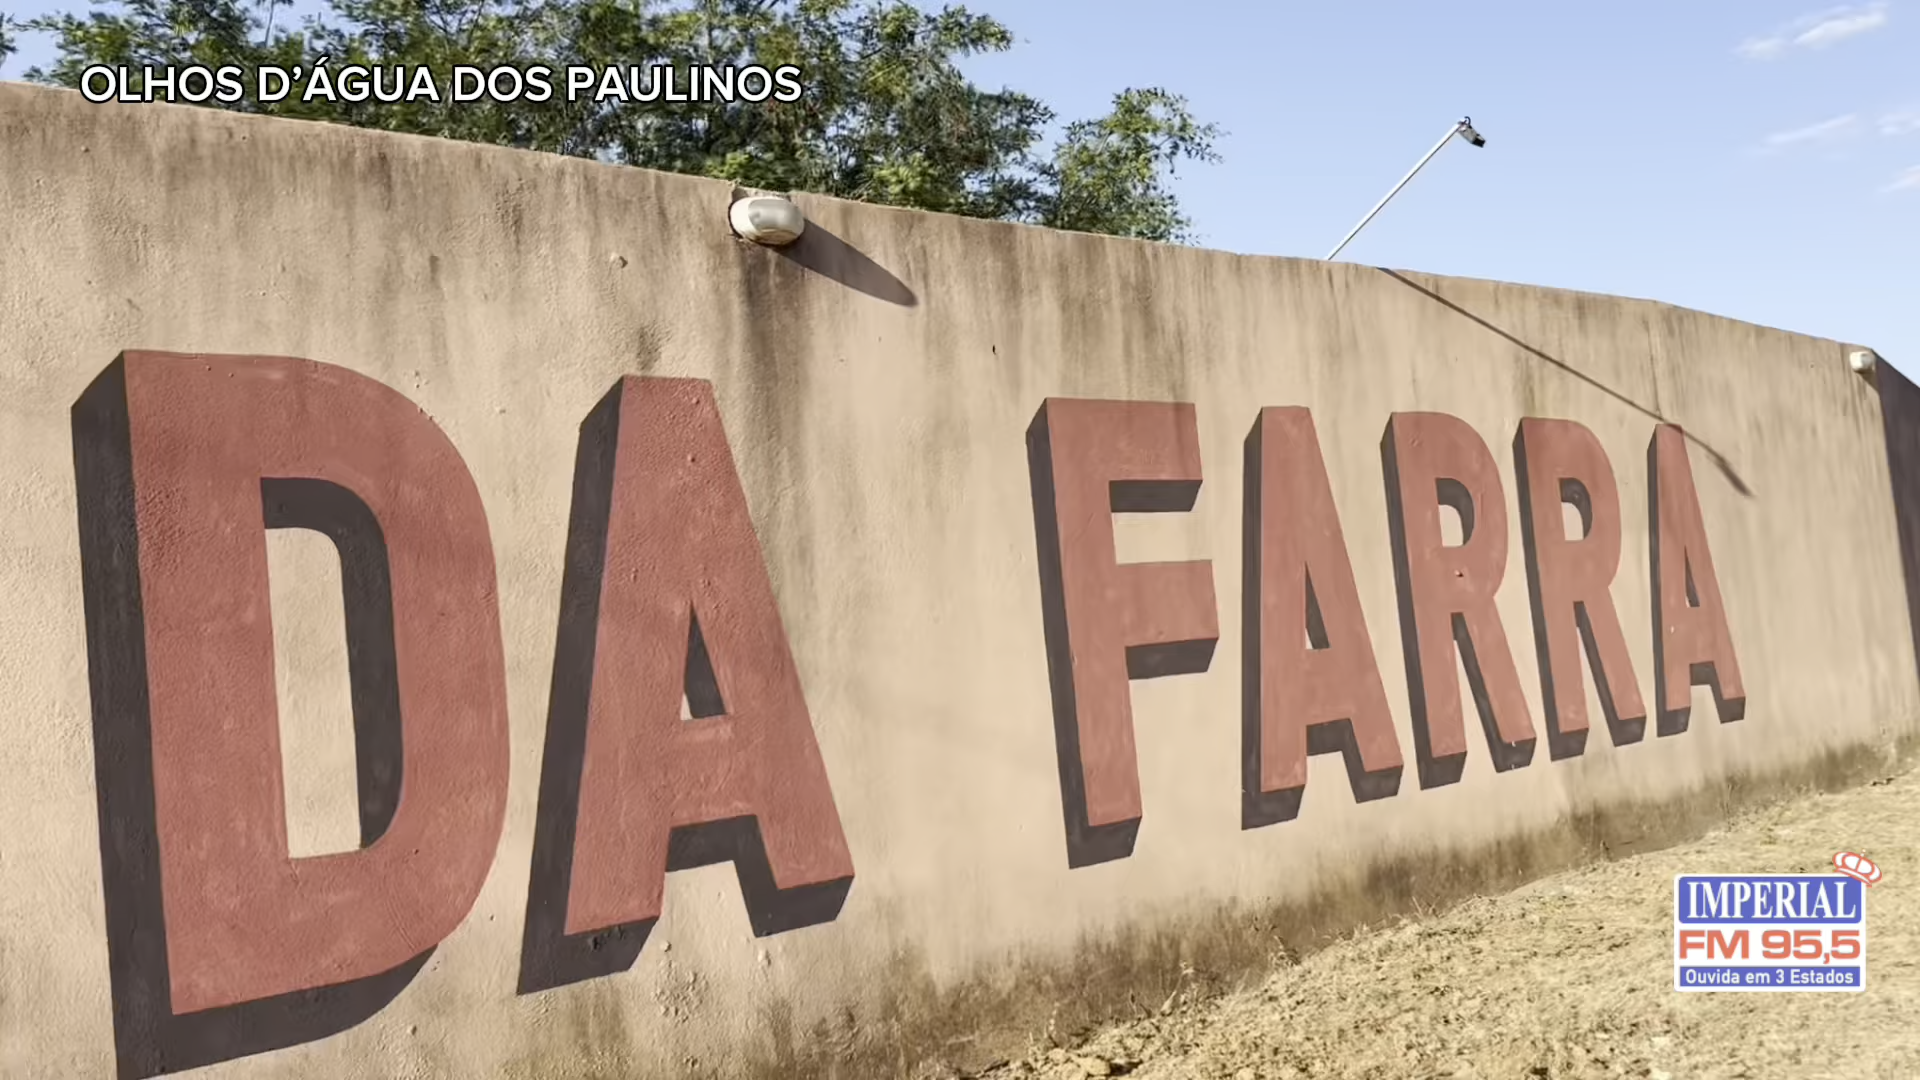 OLHOS D’ÁGUA DOS PAULINOS
DA FARRA
IMPERIAL
FM 95,5
Ouvida em 3 Estados